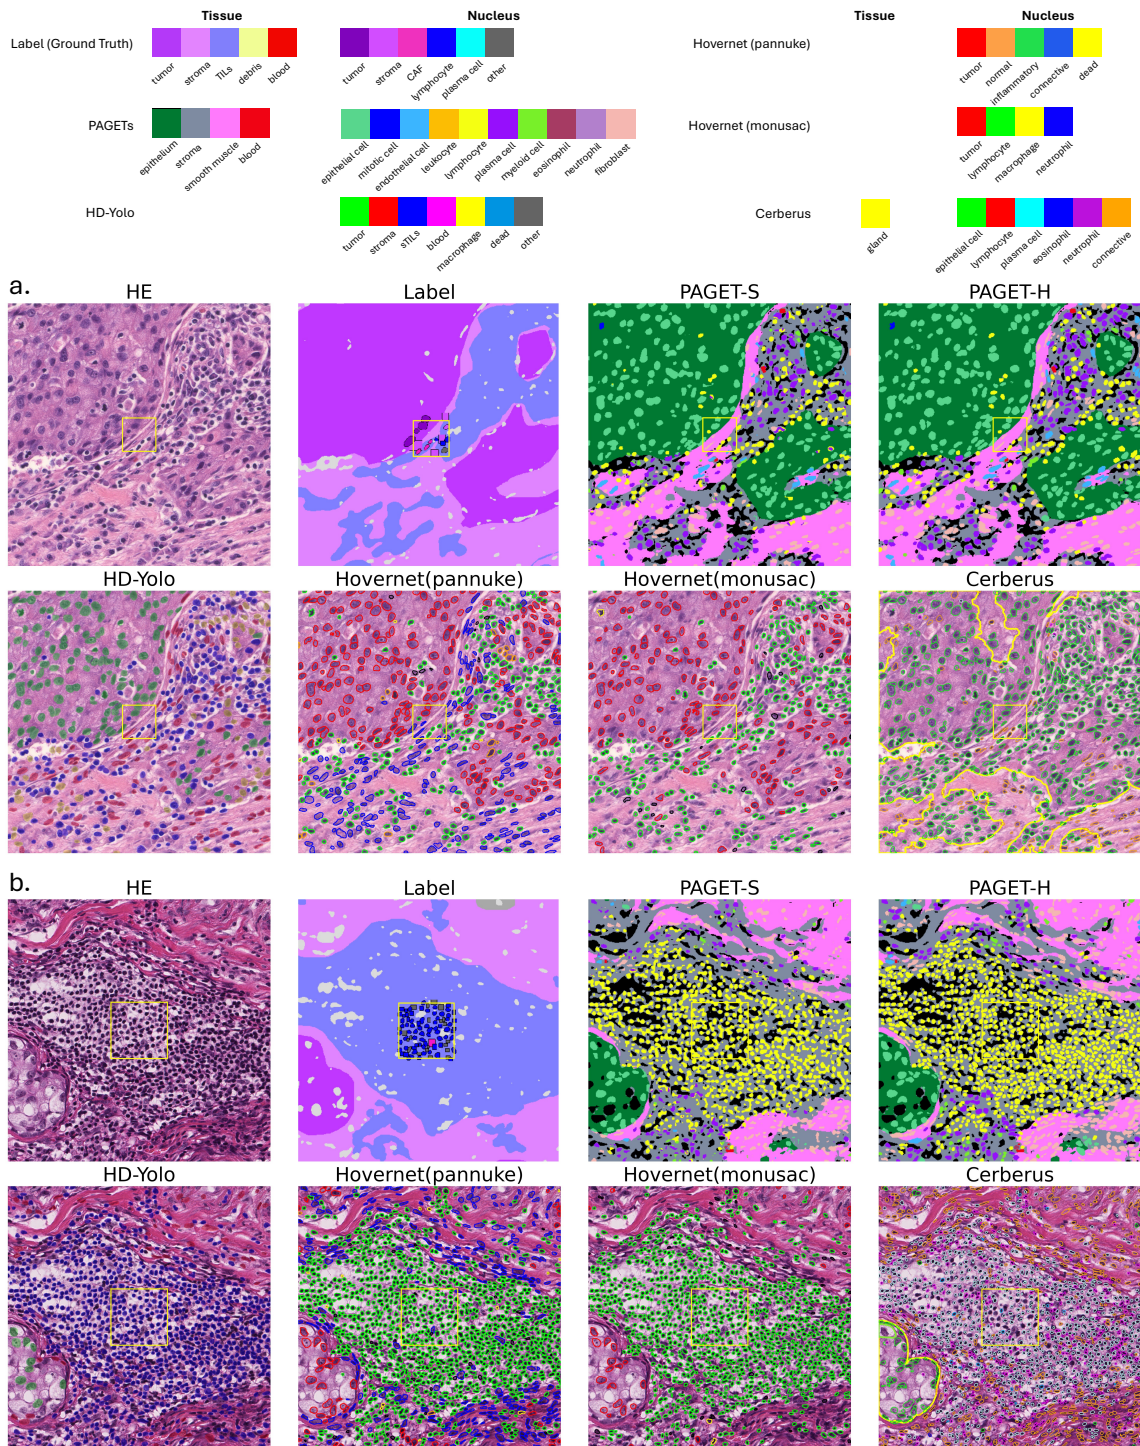 Tissue Nucleus Tissue Nucleus
Label (Ground Truth) Hovernet (pannuke)
tumor stroma TILs debris blood tumor stroma CAF lymphocyte plasma cell other tumor normal inflammatory connective dead
PAGETs Hovernet (monusac)
epithelium stroma smooth muscle blood epithelial cell mitotic cell endothelial cell leukocyte lymphocyte plasma cell myeloid cell eosinophil neutrophil fibroblast tumor lymphocyte macrophage neutrophil
HD-Yolo Cerberus
tumor stroma sTILs blood macrophage dead other gland epithelial cell lymphocyte plasma cell eosinophil neutrophil connective
a.
HE Label PAGET-S PAGET-H
HD-Yolo Hovernet(pannuke) Hovernet(monusac) Cerberus
b.
HE Label PAGET-S PAGET-H
HD-Yolo Hovernet(pannuke) Hovernet(monusac) Cerberus